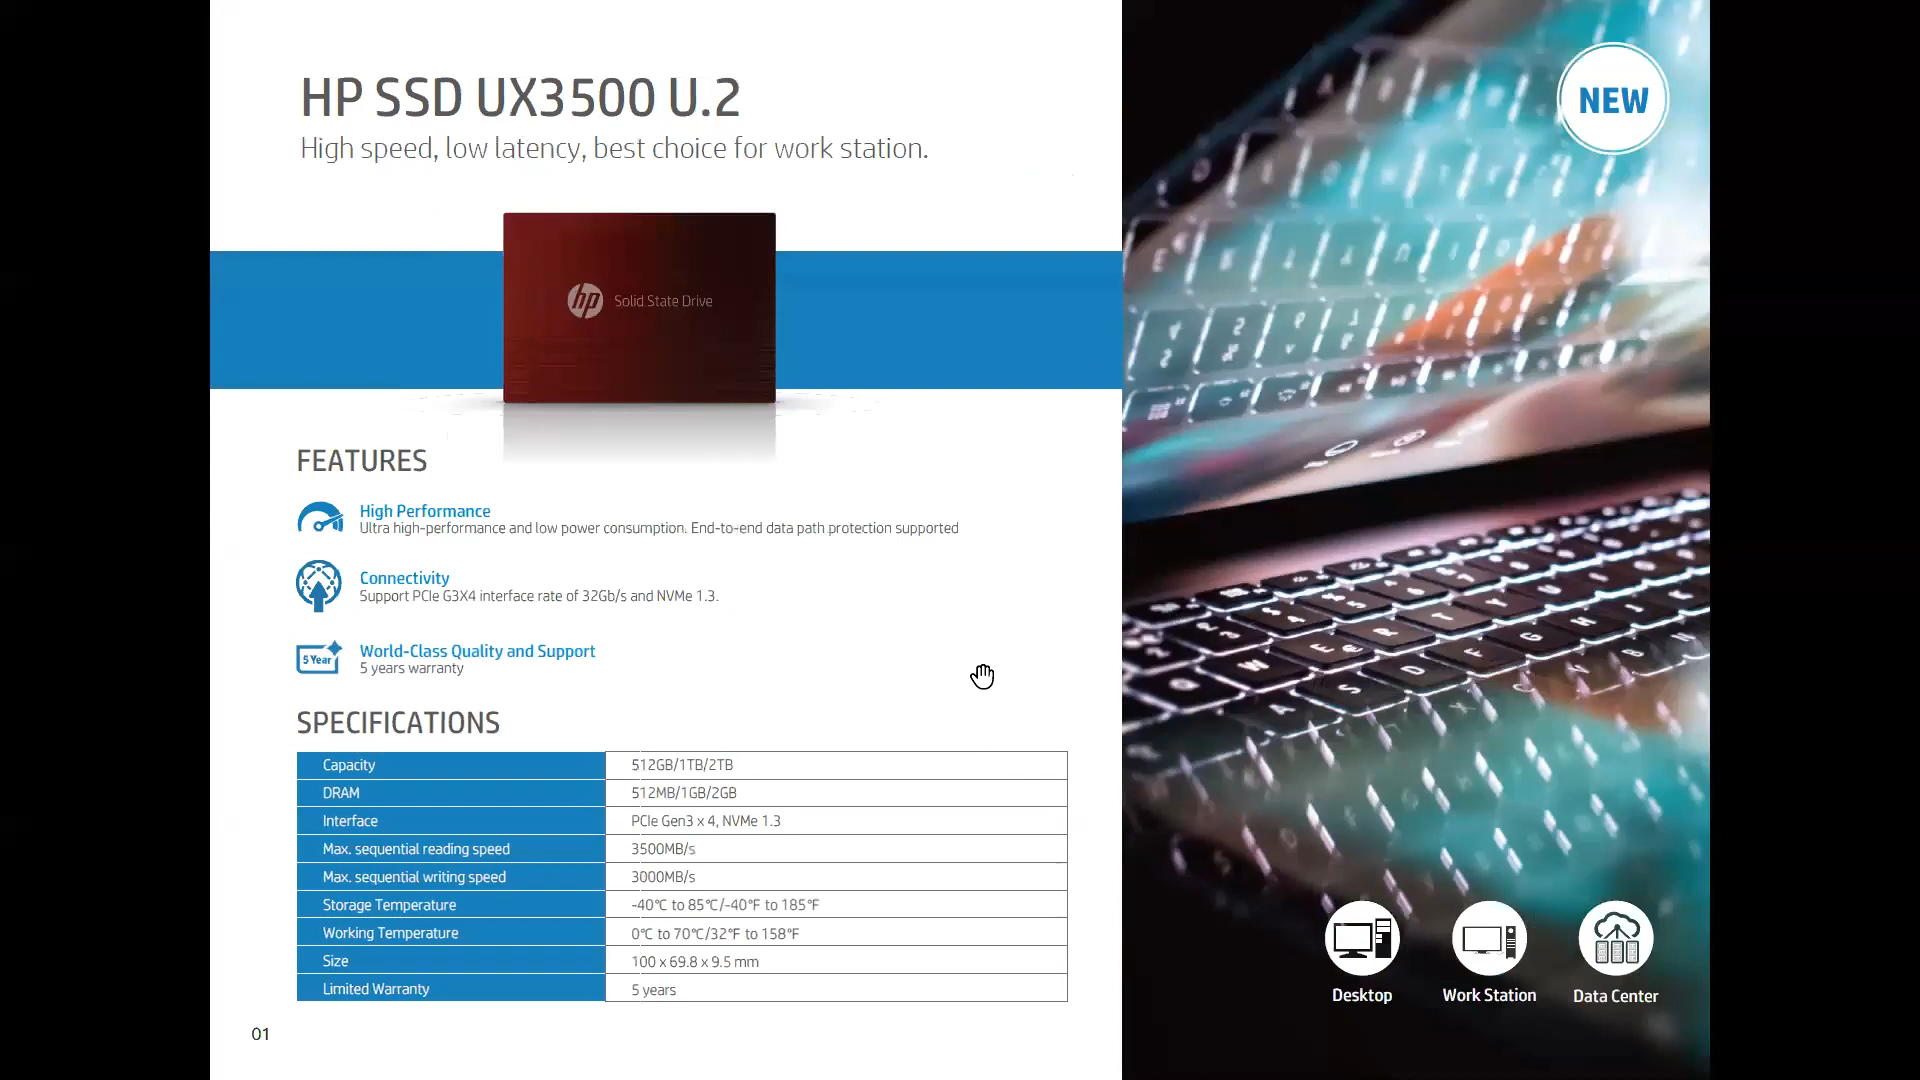 HP SSD UX3500 U.2
High speed, low latency, best choice for work station.
NEW
hp Solid State Drive
FEATURES
High Performance
Ultra high-performance and low power consumption. End-to-end data path protection supported
Connectivity
Support PCIe G3X4 interface rate of 32Gb/s and NVMe 1.3.
5 Year
World-Class Quality and Support
5 years warranty
SPECIFICATIONS
Capacity 512GB/1TB/2TB
DRAM 512MB/1GB/2GB
Interface PCIe Gen3 x 4, NVMe 1.3
Max. sequential reading speed 3500MB/s
Max. sequential writing speed 3000MB/s
Storage Temperature -40℃ to 85℃/-40℉ to 185℉
Working Temperature 0℃ to 70℃/32℉ to 158℉
Size 100 x 69.8 x 9.5 mm
Limited Warranty 5 years
Desktop
Work Station
Data Center
01